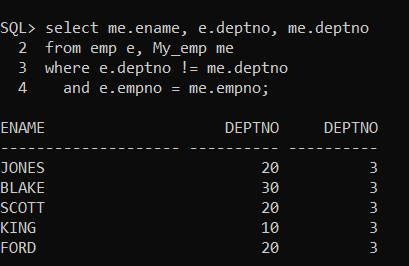 SQL> select me.ename, e.deptno, me.deptno
  2  from emp e, My_emp me
  3  where e.deptno != me.deptno
  4    and e.empno = me.empno;

ENAME                    DEPTNO     DEPTNO
-------------------- ---------- ----------
JONES                        20          3
BLAKE                        30          3
SCOTT                        20          3
KING                         10          3
FORD                         20          3